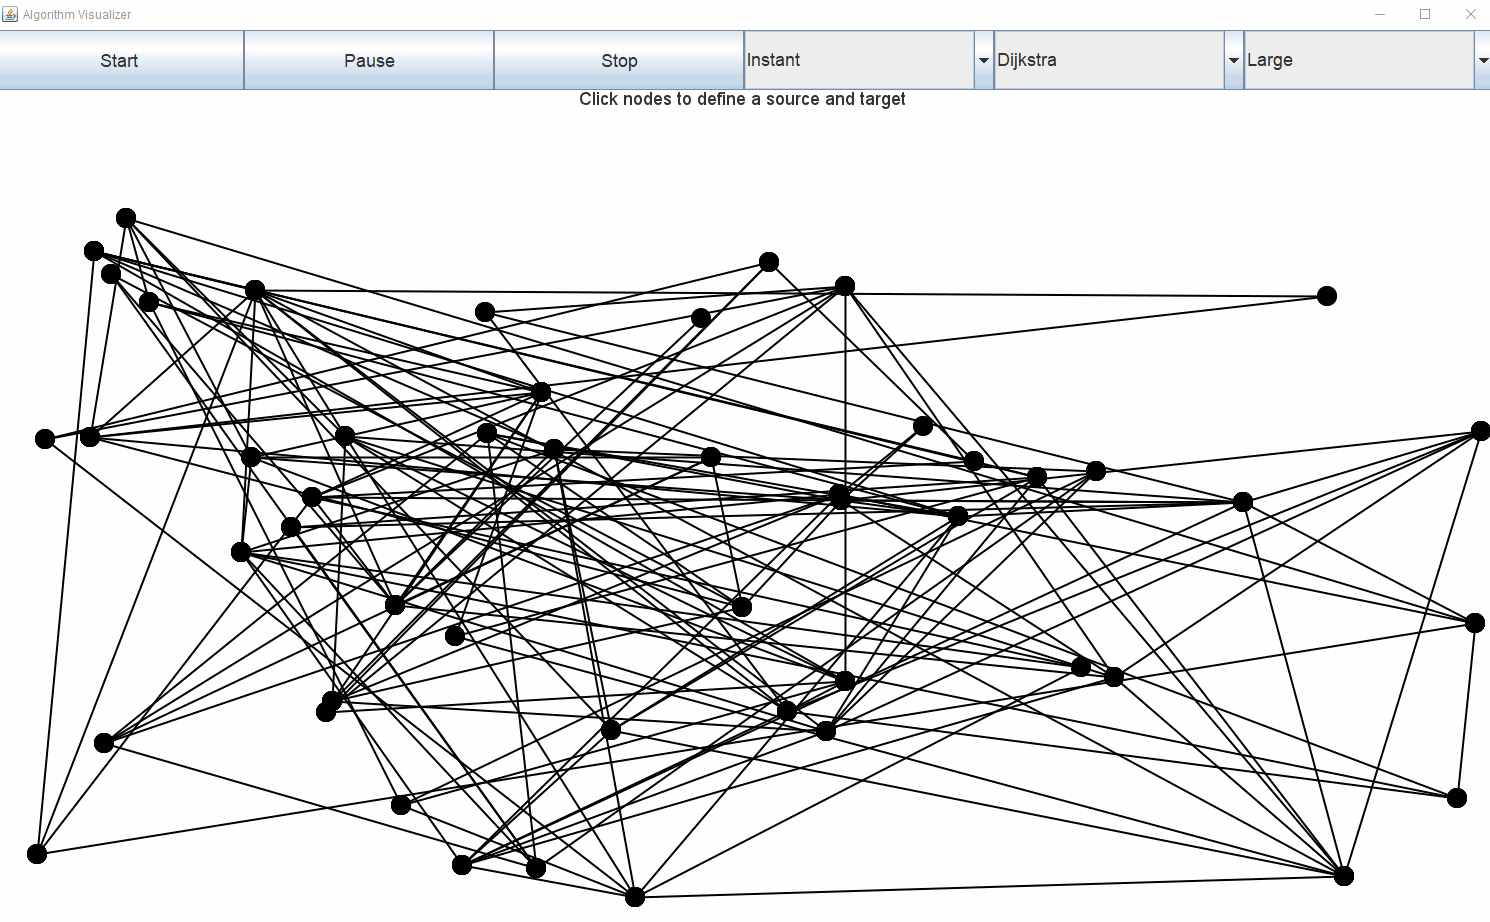 Algorithm Visualizer
Start Pause Stop Instant Dijkstra Large
Click nodes to define a source and target